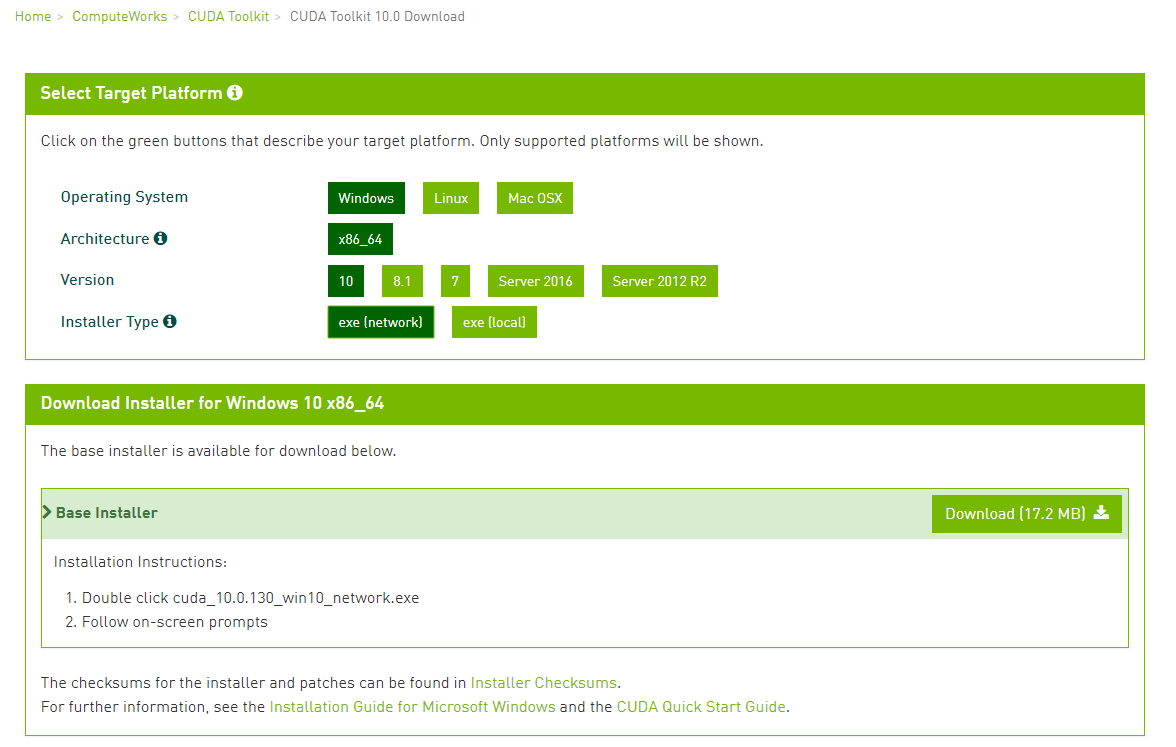 Home > ComputeWorks > CUDA Toolkit > CUDA Toolkit 10.0 Download
Select Target Platform
Click on the green buttons that describe your target platform. Only supported platforms will be shown.
Operating System Windows Linux Mac OSX
Architecture x86_64
Version 10 8.1 7 Server 2016 Server 2012 R2
Installer Type exe (network) exe (local)
Download Installer for Windows 10 x86_64
The base installer is available for download below.
Base Installer Download (17.2 MB)
Installation Instructions:
1. Double click cuda_10.0.130_win10_network.exe
2. Follow on-screen prompts
The checksums for the installer and patches can be found in Installer Checksums.
For further information, see the Installation Guide for Microsoft Windows and the CUDA Quick Start Guide.